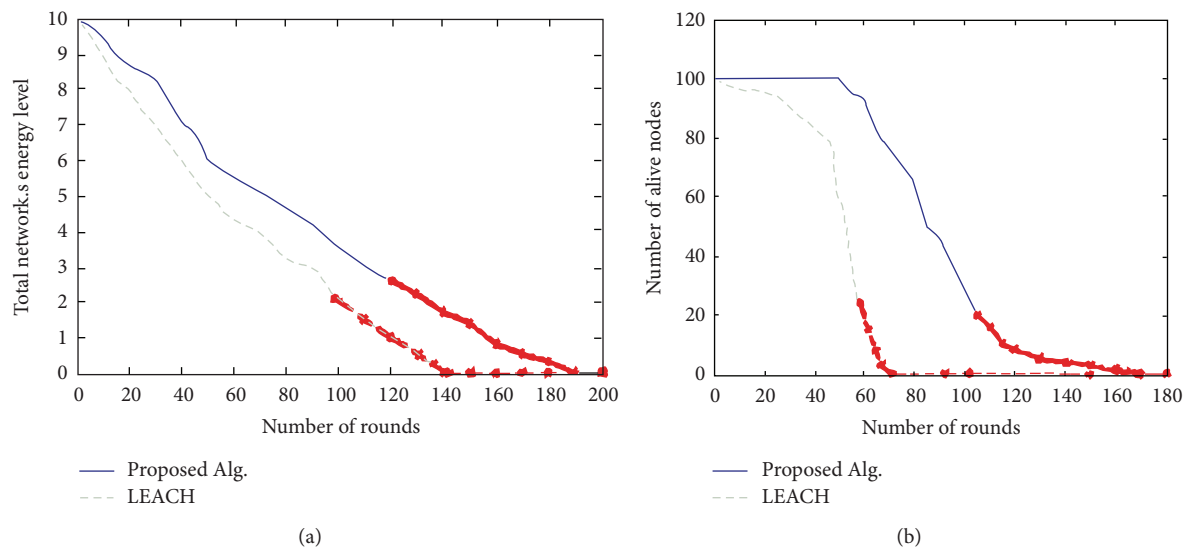 10
9
8
7
6
5
4
3
2
1
0
Total network.s energy level
0 20 40 60 80 100 120 140 160 180 200
Number of rounds
Proposed Alg.
LEACH
(a)
120
100
80
60
40
20
0
Number of alive nodes
0 20 40 60 80 100 120 140 160 180
Number of rounds
Proposed Alg.
LEACH
(b)